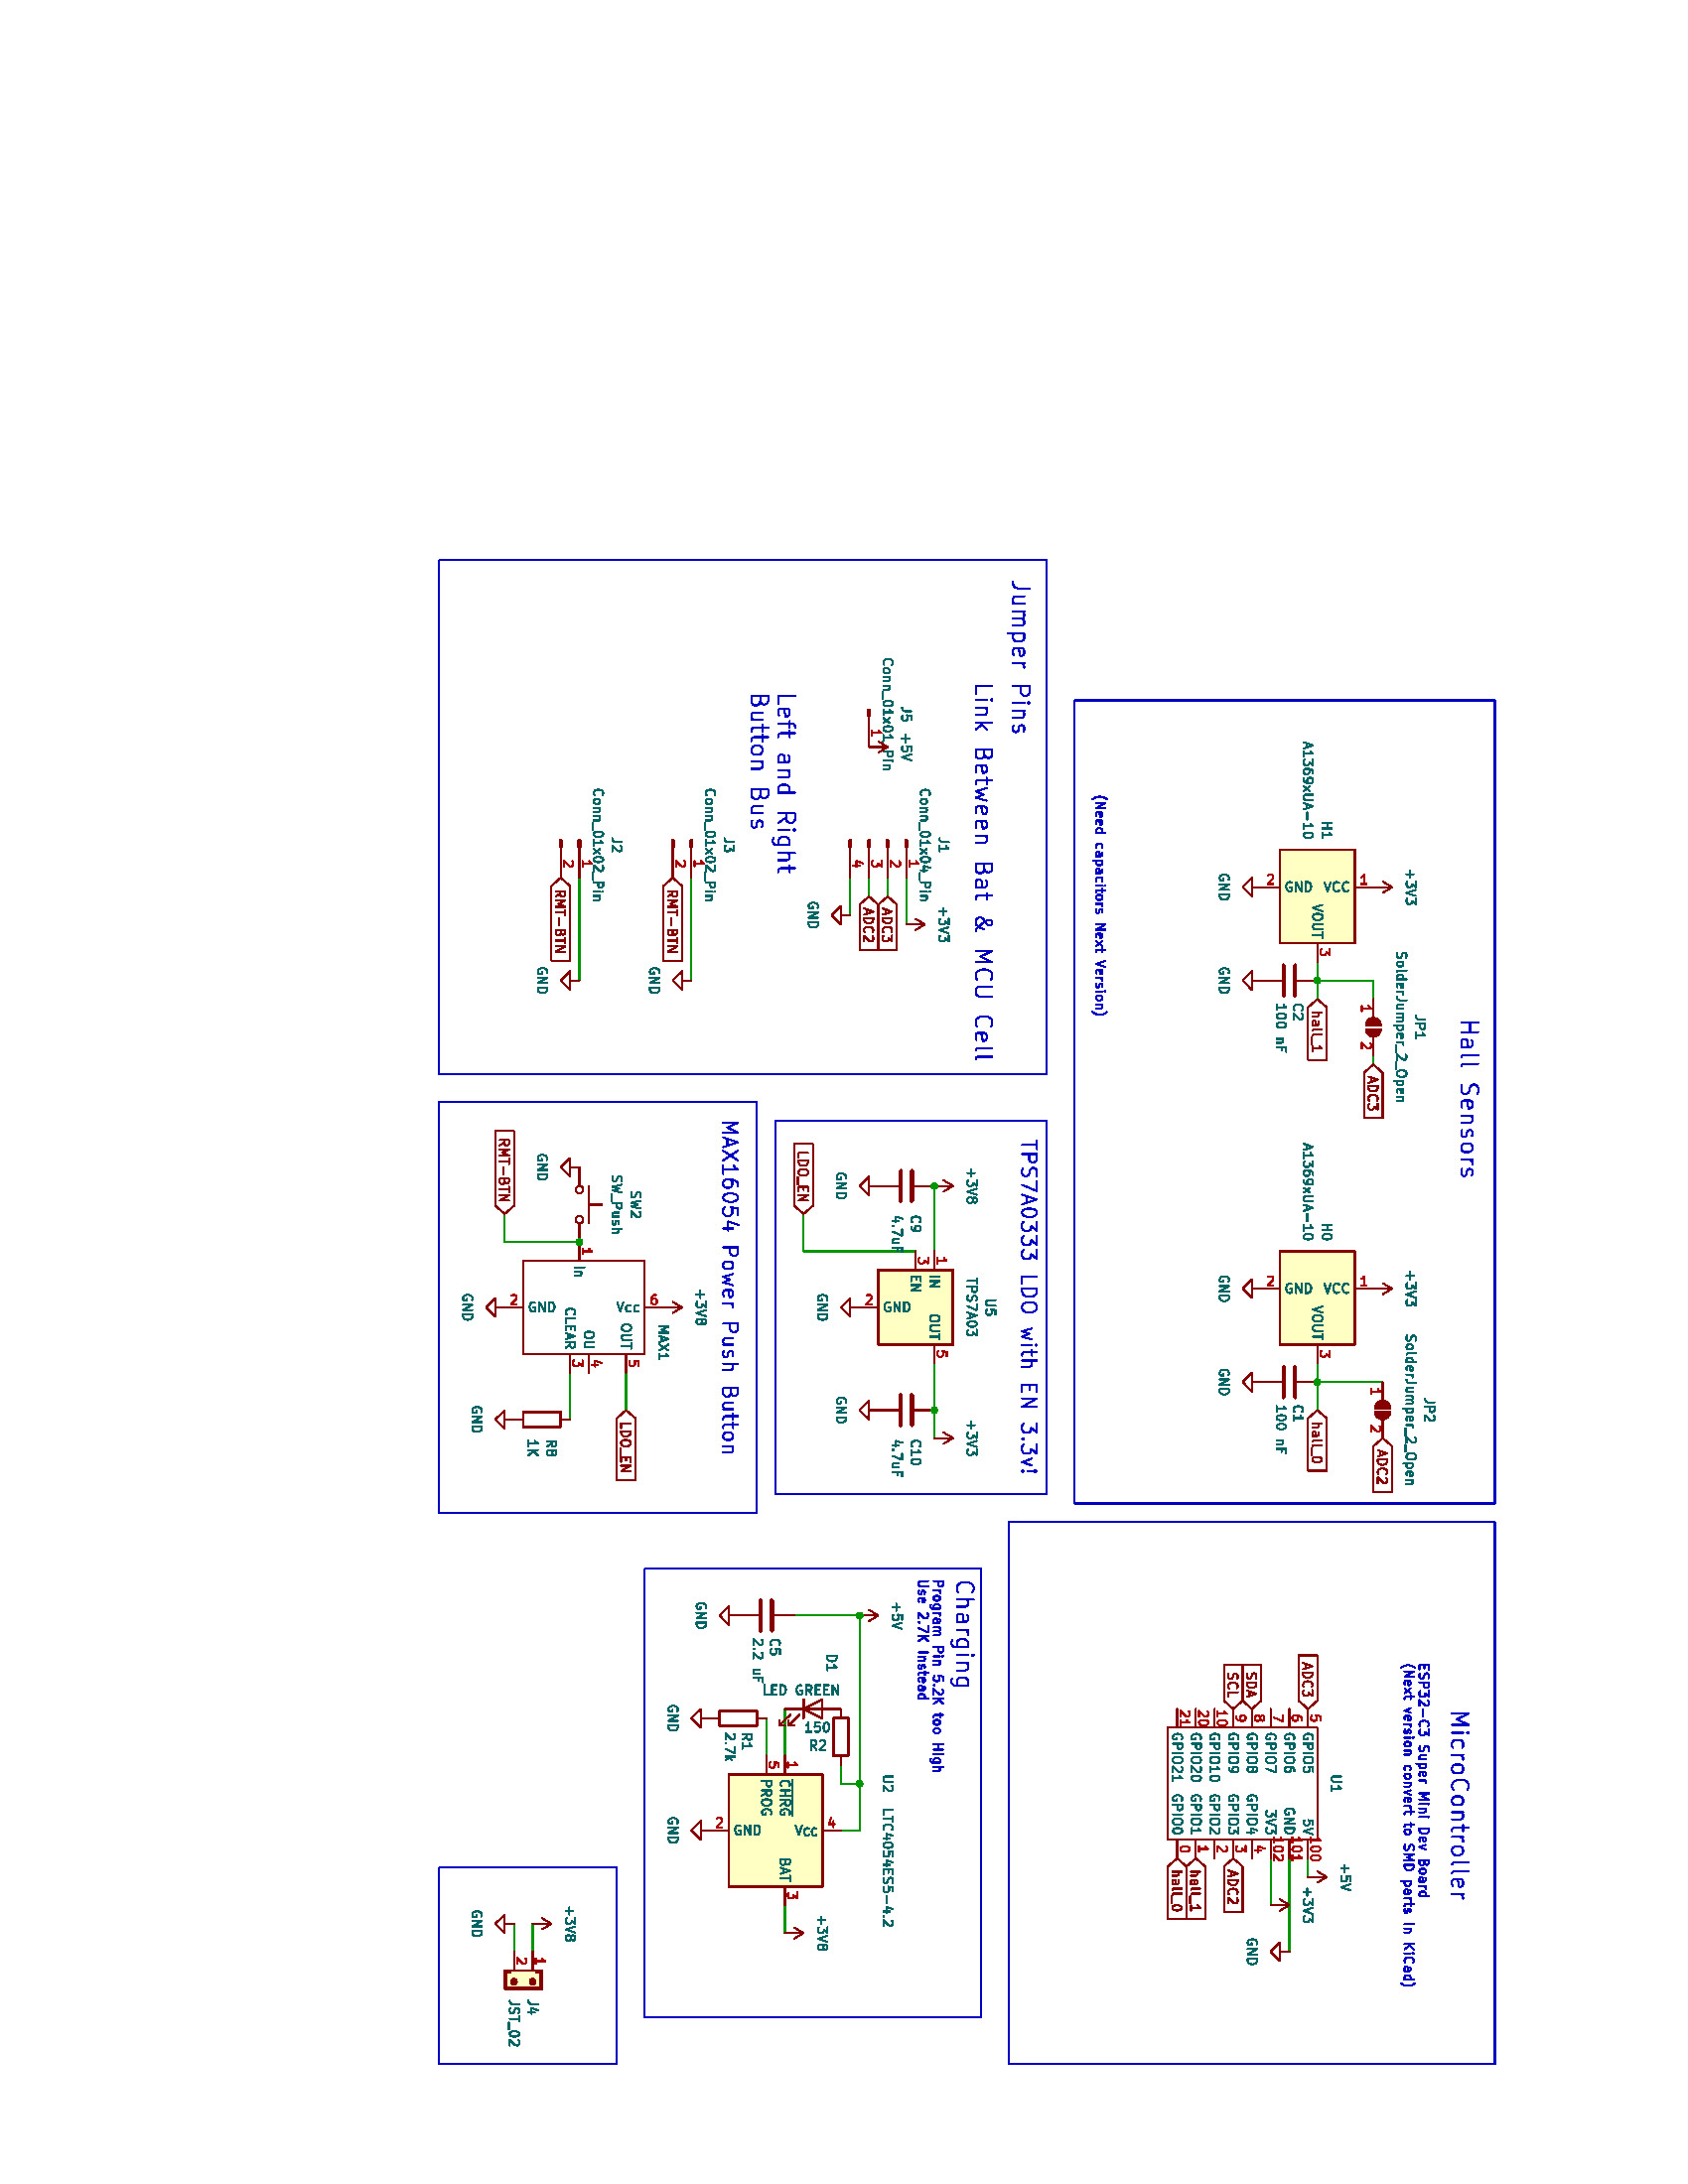 Hall Sensors
+3V3
JP1
SolderJumper_2_Open
1 2
ADC3
H1
A1369xUA-10
1
VCC
VOUT
GND
3
2
hall_1
C2
100 nF
GND
GND
+3V3
JP2
SolderJumper_2_Open
1 2
ADC2
H0
A1369xUA-10
1
VCC
VOUT
GND
3
2
hall_0
C1
100 nF
GND
GND
(Need capacitors Next Version)
MicroController
ESP32-C3 Super Mini Dev Board
(Next version convert to SMD parts in KiCad)
U1
+5V
+3V3
GND
ADC3 5 GPIO5 5V 100
6 GPIO6 GND 101
7 GPIO7 3V3 102
SDA 8 GPIO8 GPIO4 4
SCL 9 GPIO9 GPIO3 3 ADC2
10 GPIO10 GPIO2 2
20 GPIO20 GPIO1 1 hall_1
21 GPIO21 GPIO0 0 hall_0
Jumper Pins
Link Between Bat & MCU Cell
J1
Conn_01x04_Pin
+3V3
1
2 ADC3
3 ADC2
4
GND
J5 +5V
Conn_01x01_Pin
1
Left and Right
Button Bus
J3
Conn_01x02_Pin
1
2 RMT-BTN
GND
J2
Conn_01x02_Pin
1
2 RMT-BTN
GND
TPS7A0333 LDO with EN 3.3v!
U5
TPS7A03
+3V8
+3V3
1 IN OUT 5
3 EN
GND
2
C9
4.7uF
C10
4.7uF
GND
GND
GND
LDO_EN
MAX16054 Power Push Button
+3V8
MAX1
6
Vcc
SW2
SW_Push
OUT 5 LDO_EN
OU 4
CLEAR 3
1 In
GND
2
GND
RMT-BTN
R8
1K
GND
GND
Charging
Program Pin 5.2K too High
Use 2.7K Instead
+5V
U2 LTC4054ES5-4.2
D1
LED GREEN
150
R2
4
Vcc
+3V8
1 CHRG BAT 3
5 PROG
GND
2
C5
2.2 uF
R1
2.7k
GND
GND
GND
+3V8
1
2
J4
JST_02
GND